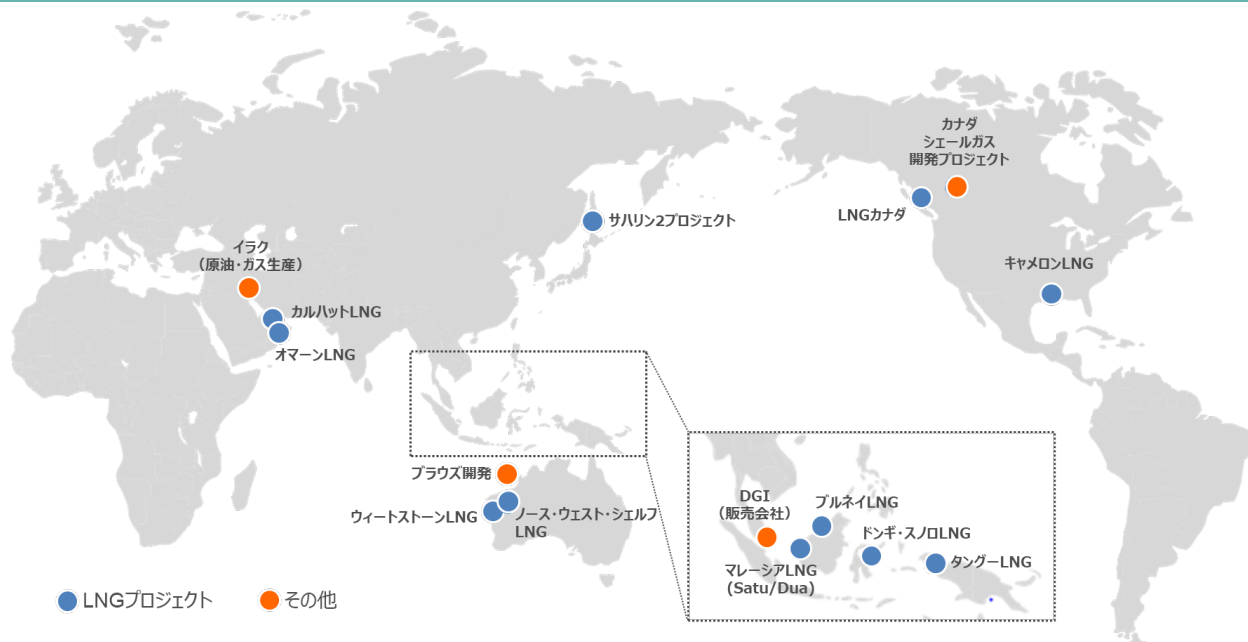 カナダ
シェールガス
開発プロジェクト
LNGカナダ
サハリン2プロジェクト
イラク
(原油・ガス生産)
キャメロンLNG
カルハットLNG
オマーンLNG
ブラウズ開発
ウィートストーンLNG
ノース・ウェスト・シェルフ
LNG
DGI
(販売会社)
ブルネイLNG
ドンギ・スノロLNG
タングーLNG
マレーシアLNG
(Satu/Dua)
LNGプロジェクト
その他